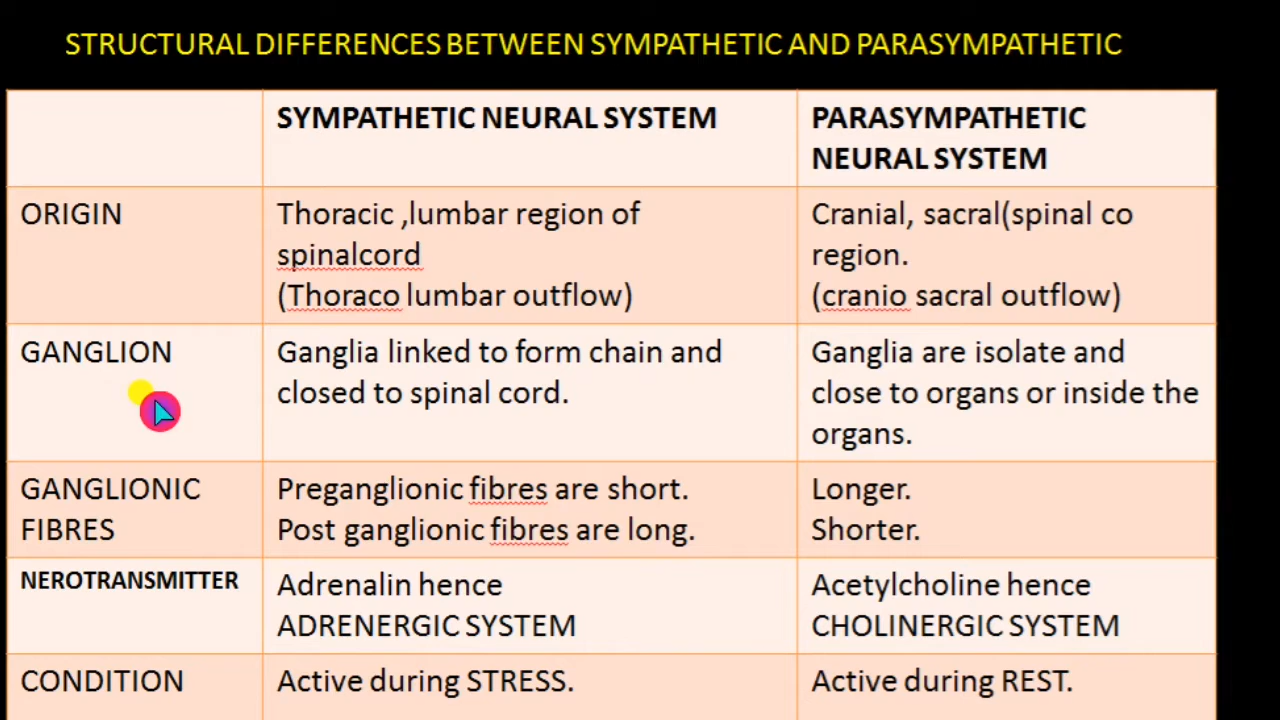 STRUCTURAL DIFFERENCES BETWEEN SYMPATHETIC AND PARASYMPATHETIC
SYMPATHETIC NEURAL SYSTEM
PARASYMPATHETIC
NEURAL SYSTEM
ORIGIN
Thoracic ,lumbar region of
spinalcord
(Thoraco lumbar outflow)
Cranial, sacral(spinal co
region.
(cranio sacral outflow)
GANGLION
Ganglia linked to form chain and
closed to spinal cord.
Ganglia are isolate and
close to organs or inside the
organs.
GANGLIONIC
FIBRES
Preganglionic fibres are short.
Post ganglionic fibres are long.
Longer.
Shorter.
NEROTRANSMITTER
Adrenalin hence
ADRENERGIC SYSTEM
Acetylcholine hence
CHOLINERGIC SYSTEM
CONDITION
Active during STRESS.
Active during REST.